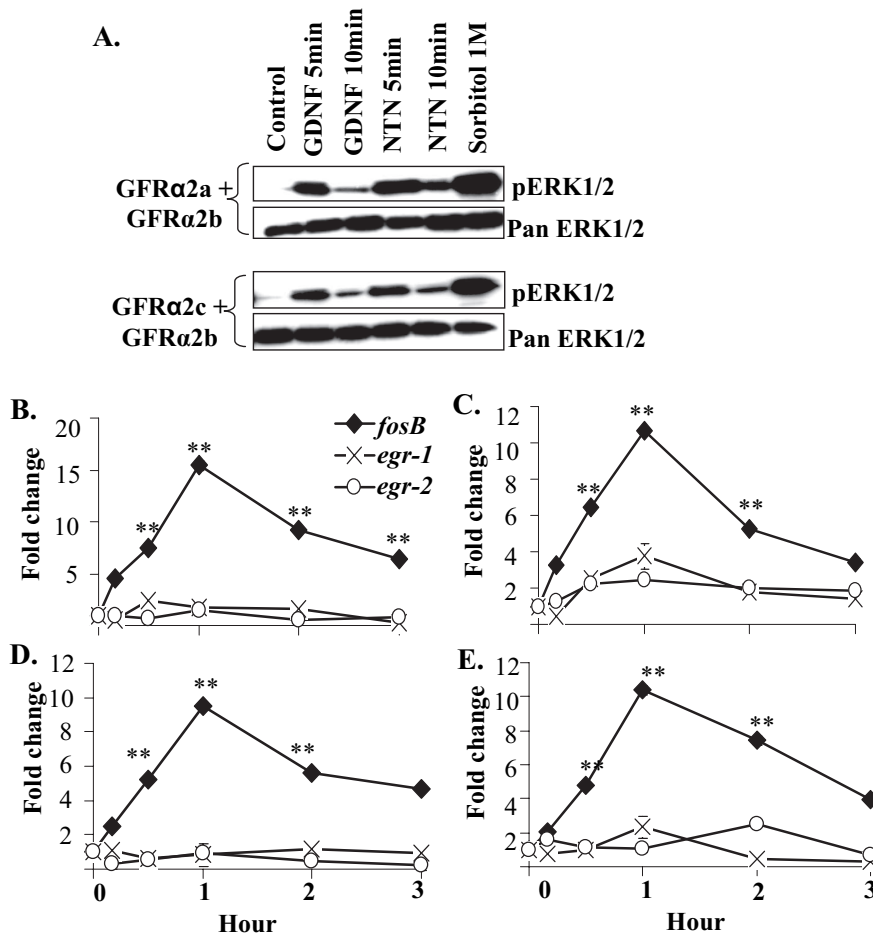 A.
Control
GDNF 5min
GDNF 10min
NTN 5min
NTN 10min
Sorbitol 1M
GFRα2a +
GFRα2b
pERK1/2
Pan ERK1/2
GFRα2c +
GFRα2b
pERK1/2
Pan ERK1/2
B.
Fold change
20
15
10
5
**
**
**
**
fosB
egr-1
egr-2
C.
Fold change
12
10
8
6
4
2
**
**
**
D.
Fold change
12
10
8
6
4
2
**
**
**
0
1
2
3
Hour
E.
Fold change
12
10
8
6
4
2
**
**
**
0
1
2
3
Hour